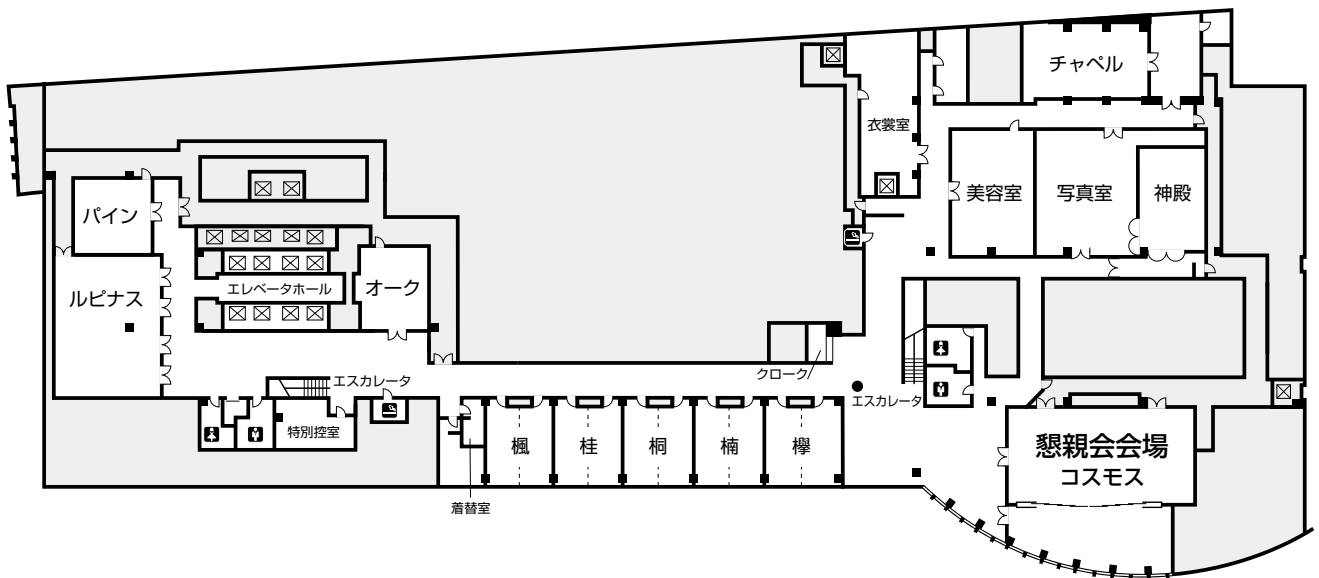 チャペル
衣裳室
美容室
写真室
神殿
パイン
ルピナス
エレベータホール
オーク
クローク
エスカレータ
エスカレータ
特別控室
楓
桂
桐
楠
欅
着替室
懇親会会場
コスモス